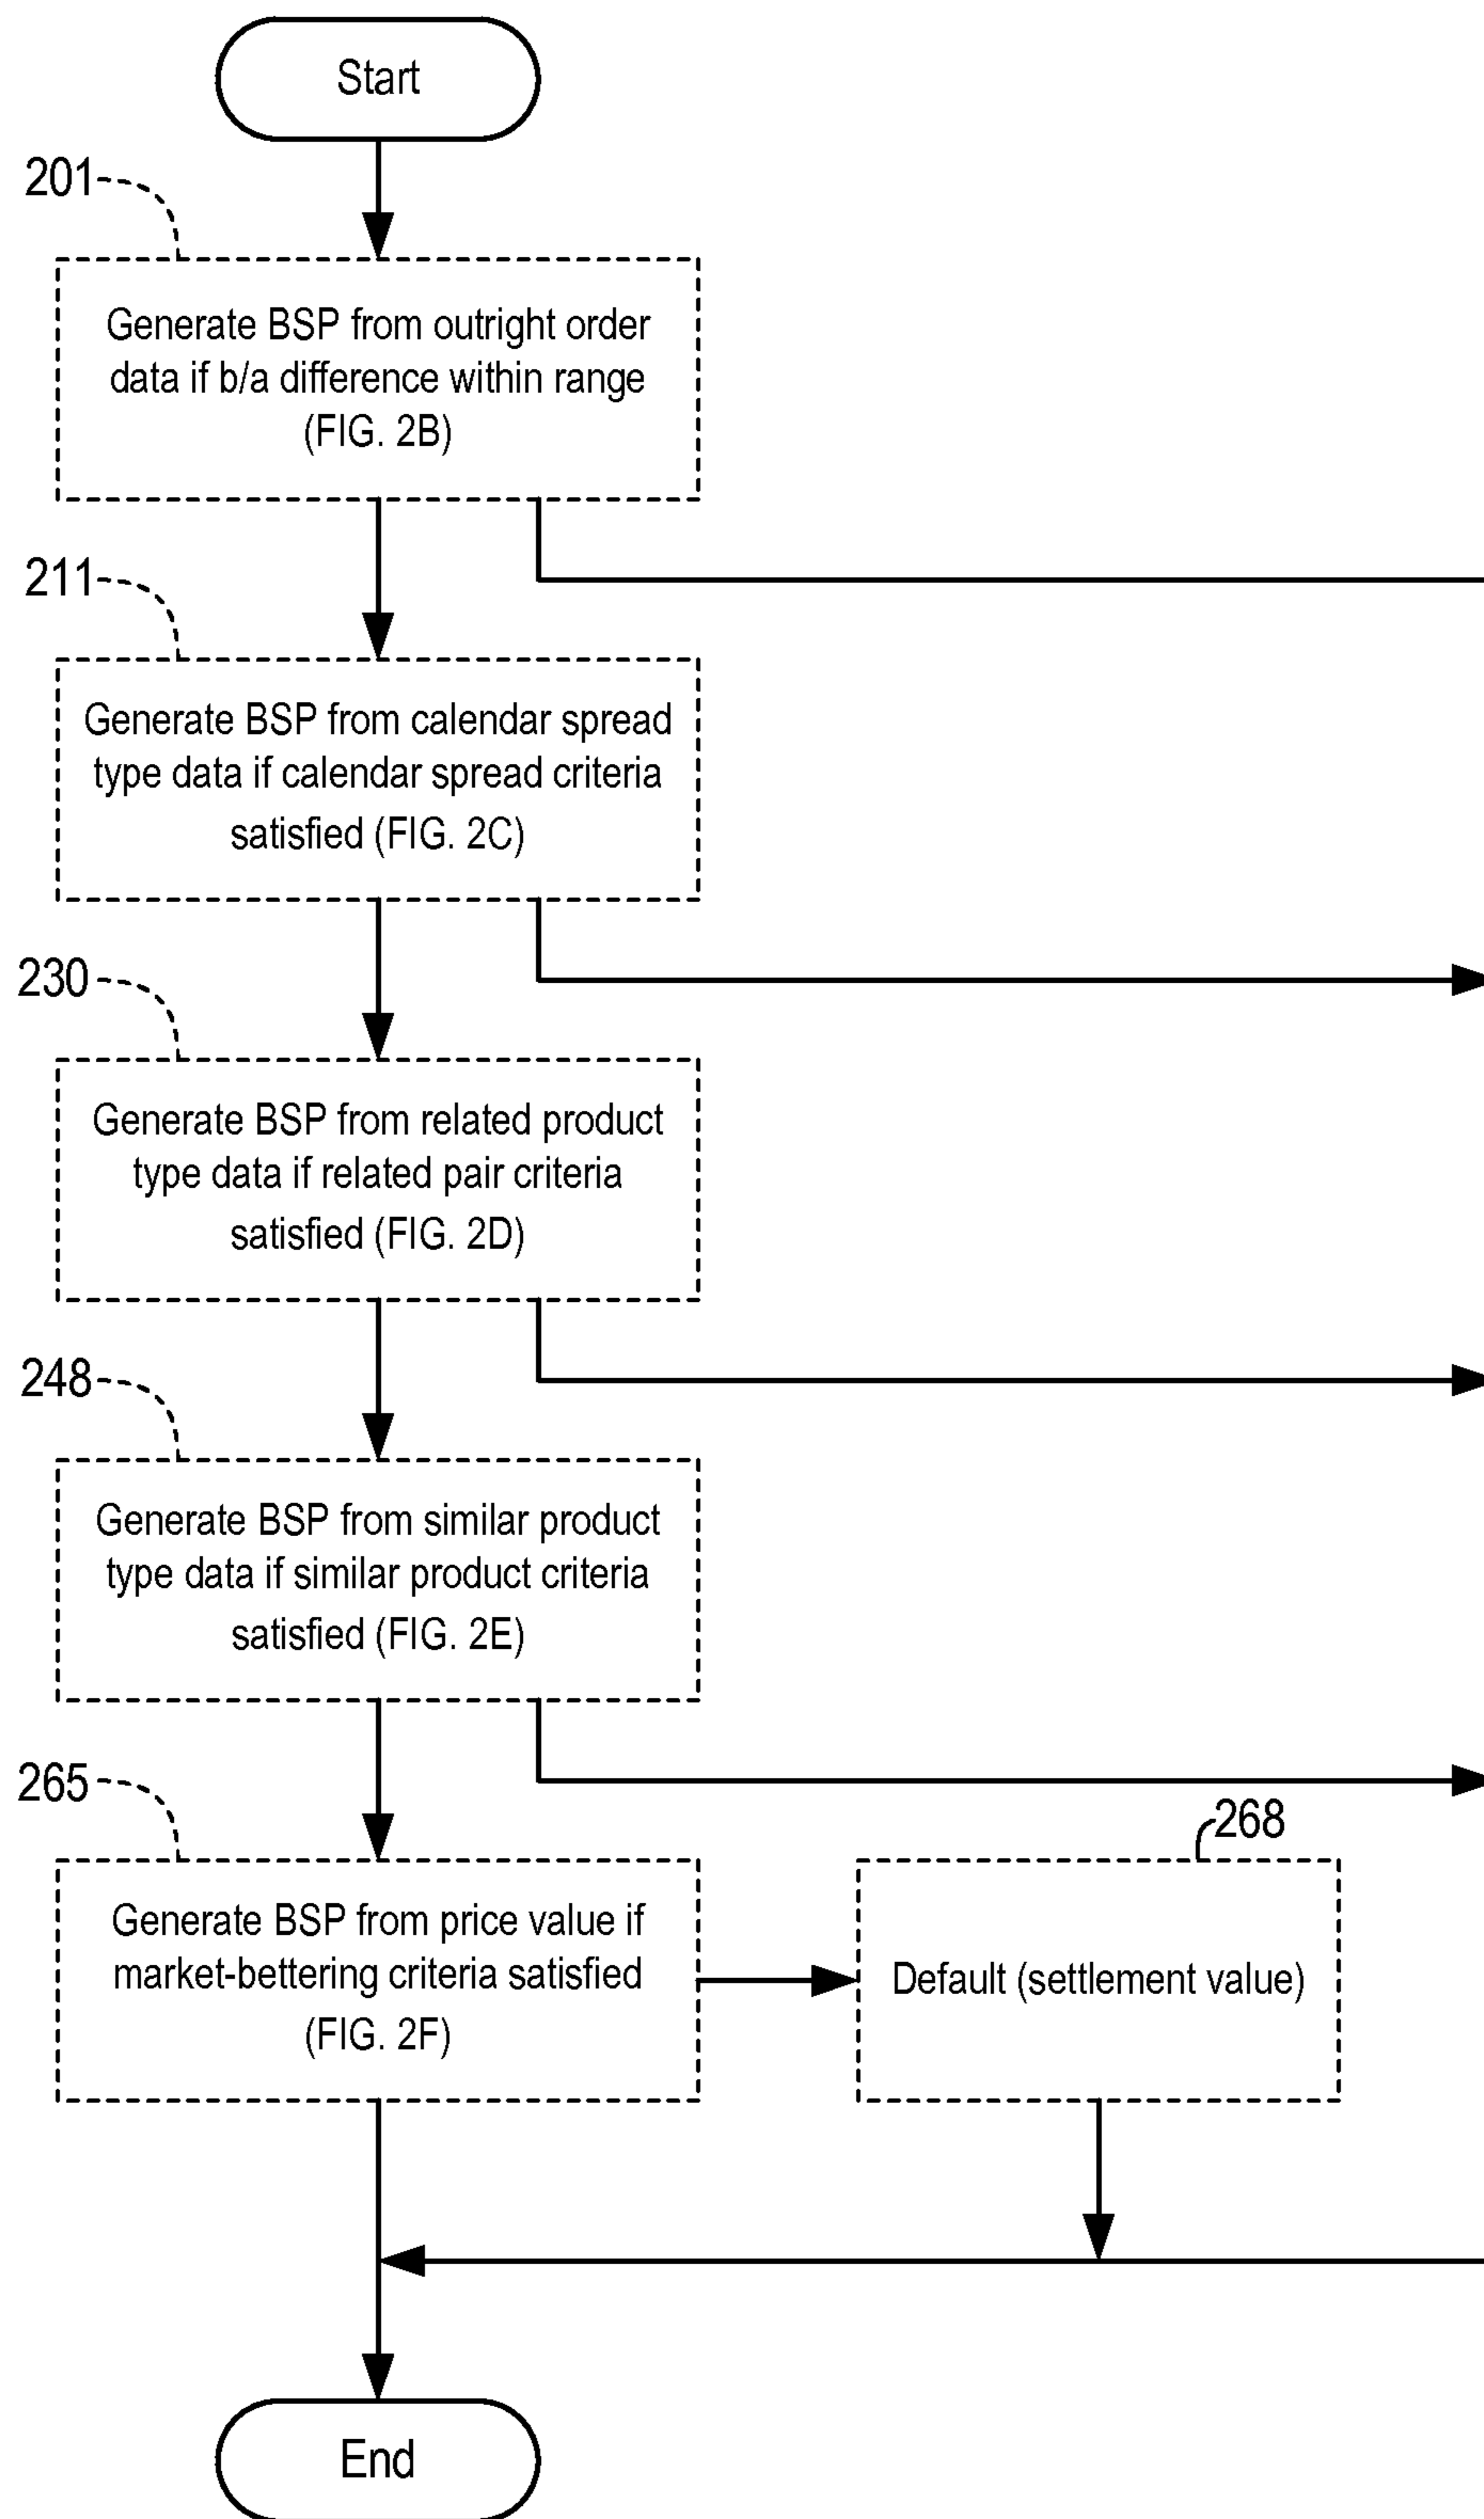 Start
201
Generate BSP from outright order
data if b/a difference within range
(FIG. 2B)
211
Generate BSP from calendar spread
type data if calendar spread criteria
satisfied (FIG. 2C)
230
Generate BSP from related product
type data if related pair criteria
satisfied (FIG. 2D)
248
Generate BSP from similar product
type data if similar product criteria
satisfied (FIG. 2E)
265
268
Generate BSP from price value if
market-bettering criteria satisfied
(FIG. 2F)
Default (settlement value)
End